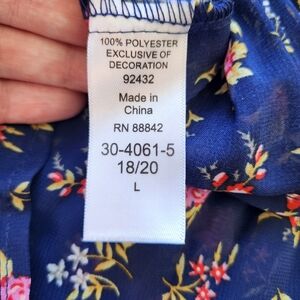 100% POLYESTER
EXCLUSIVE OF
DECORATION
92432
Made in
China
RN 88842
30-4061-5
18/20
L